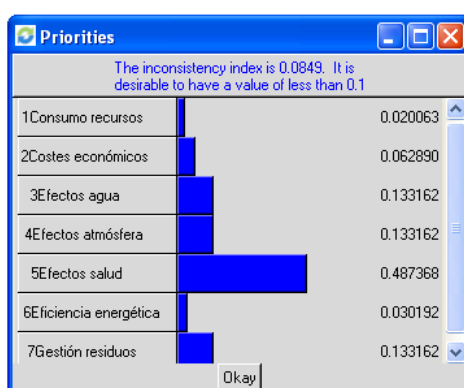 Priorities
The inconsistency index is 0.0849. It is
desirable to have a value of less than 0.1
1Consumo recursos 0.020063
2Costes económicos 0.062890
3Efectos agua 0.133162
4Efectos atmósfera 0.133162
5Efectos salud 0.487368
6Eficiencia energética 0.030192
7Gestión residuos 0.133162
Okay